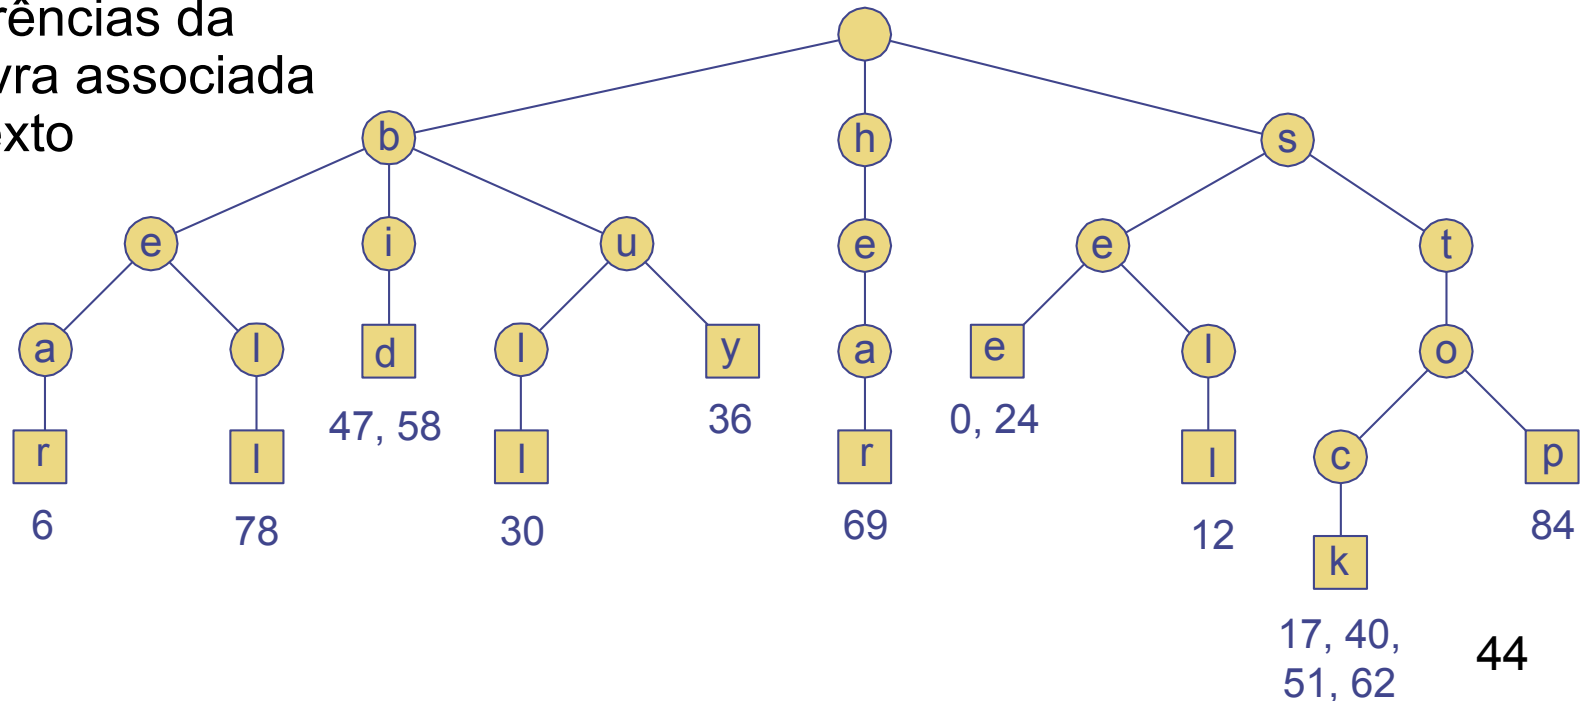 rências da
vra associada
exto
b h s
e i u e e t
a l d l y a e l o
47, 58 36 0, 24
r l l r l c p
6 78 30 69 12 84
k
17, 40,
51, 62
44